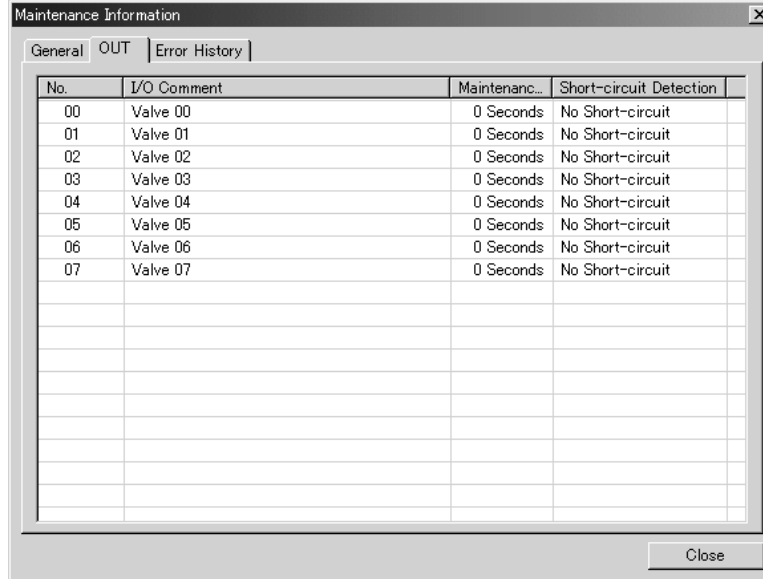 Maintenance Information
General OUT Error History
No. I/O Comment Maintenanc... Short-circuit Detection
00 Valve 00 0 Seconds No Short-circuit
01 Valve 01 0 Seconds No Short-circuit
02 Valve 02 0 Seconds No Short-circuit
03 Valve 03 0 Seconds No Short-circuit
04 Valve 04 0 Seconds No Short-circuit
05 Valve 05 0 Seconds No Short-circuit
06 Valve 06 0 Seconds No Short-circuit
07 Valve 07 0 Seconds No Short-circuit
Close